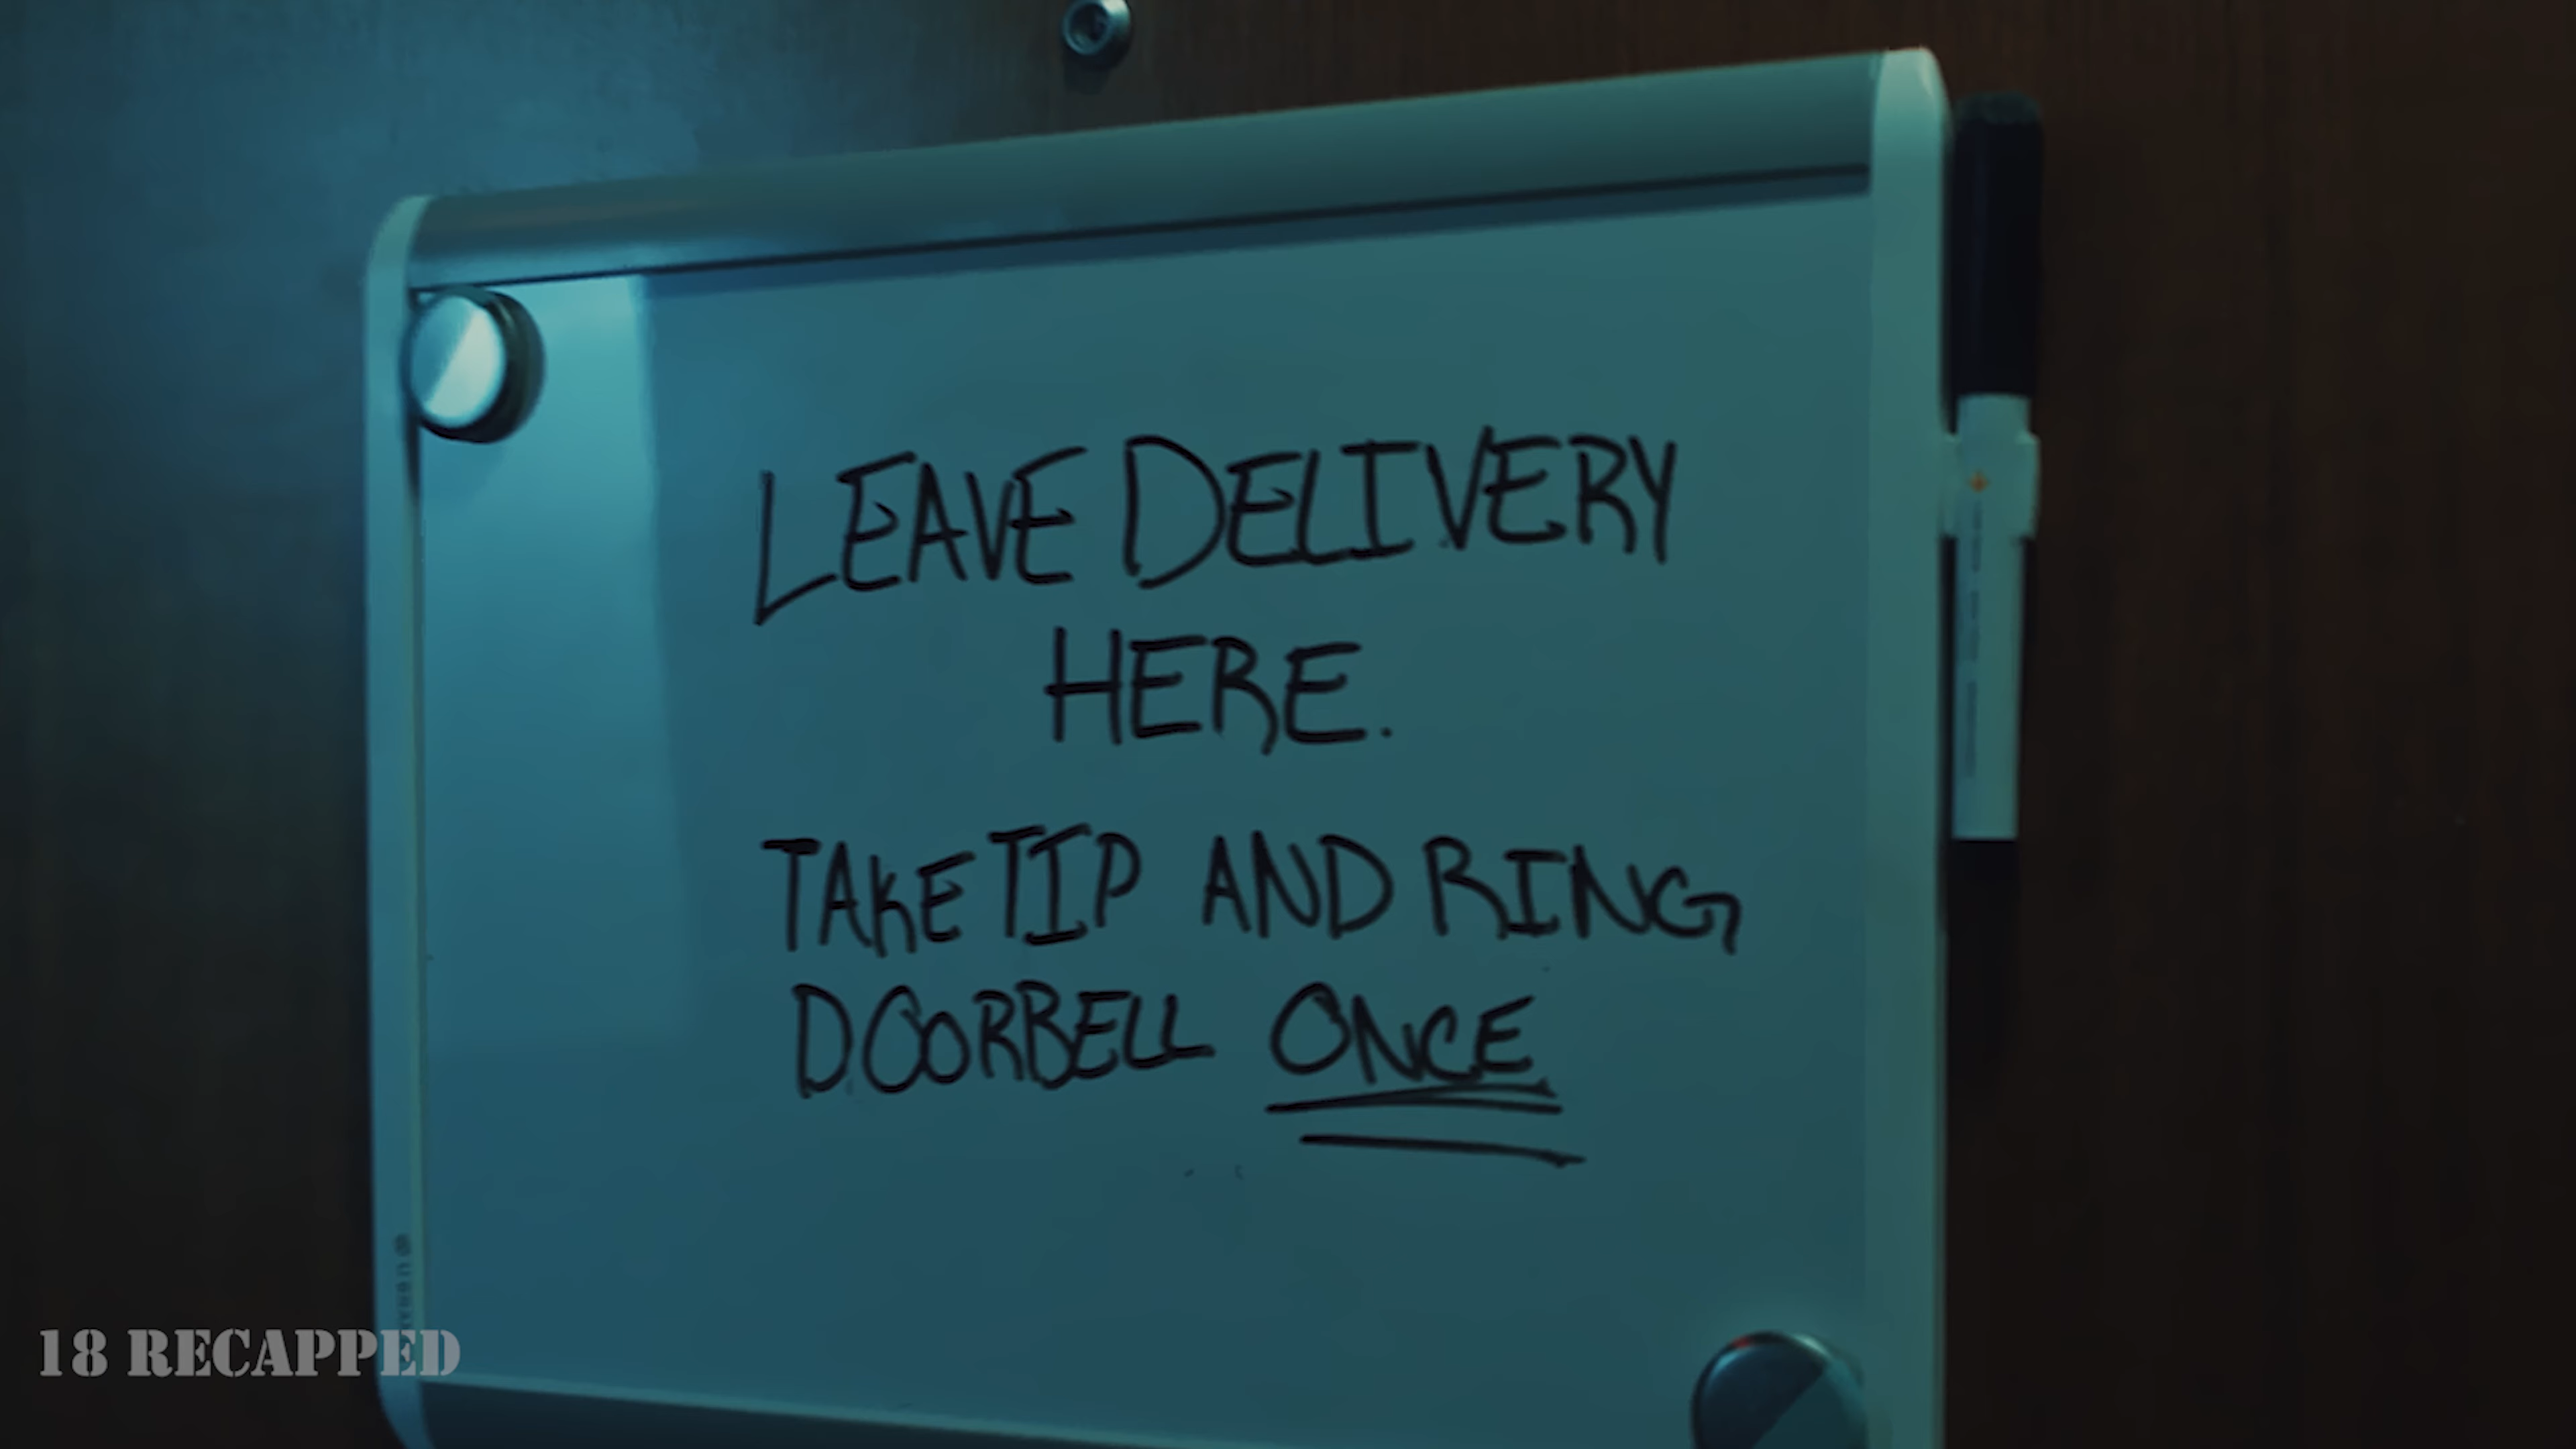 LEAVE DELIVERY
HERE.
TAKE TIP AND RING
DOORBELL ONCE
18 RECAPPED